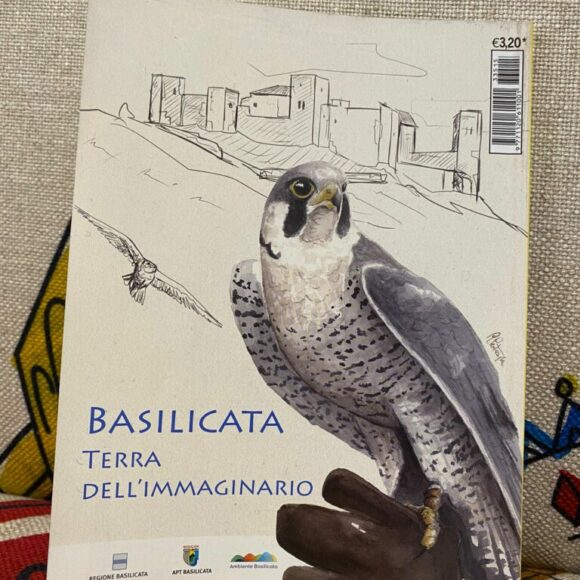 €3,20*
BASILICATA
TERRA
DELL'IMMAGINARIO
REGIONE BASILICATA
APT BASILICATA
Ambiente Basilicata